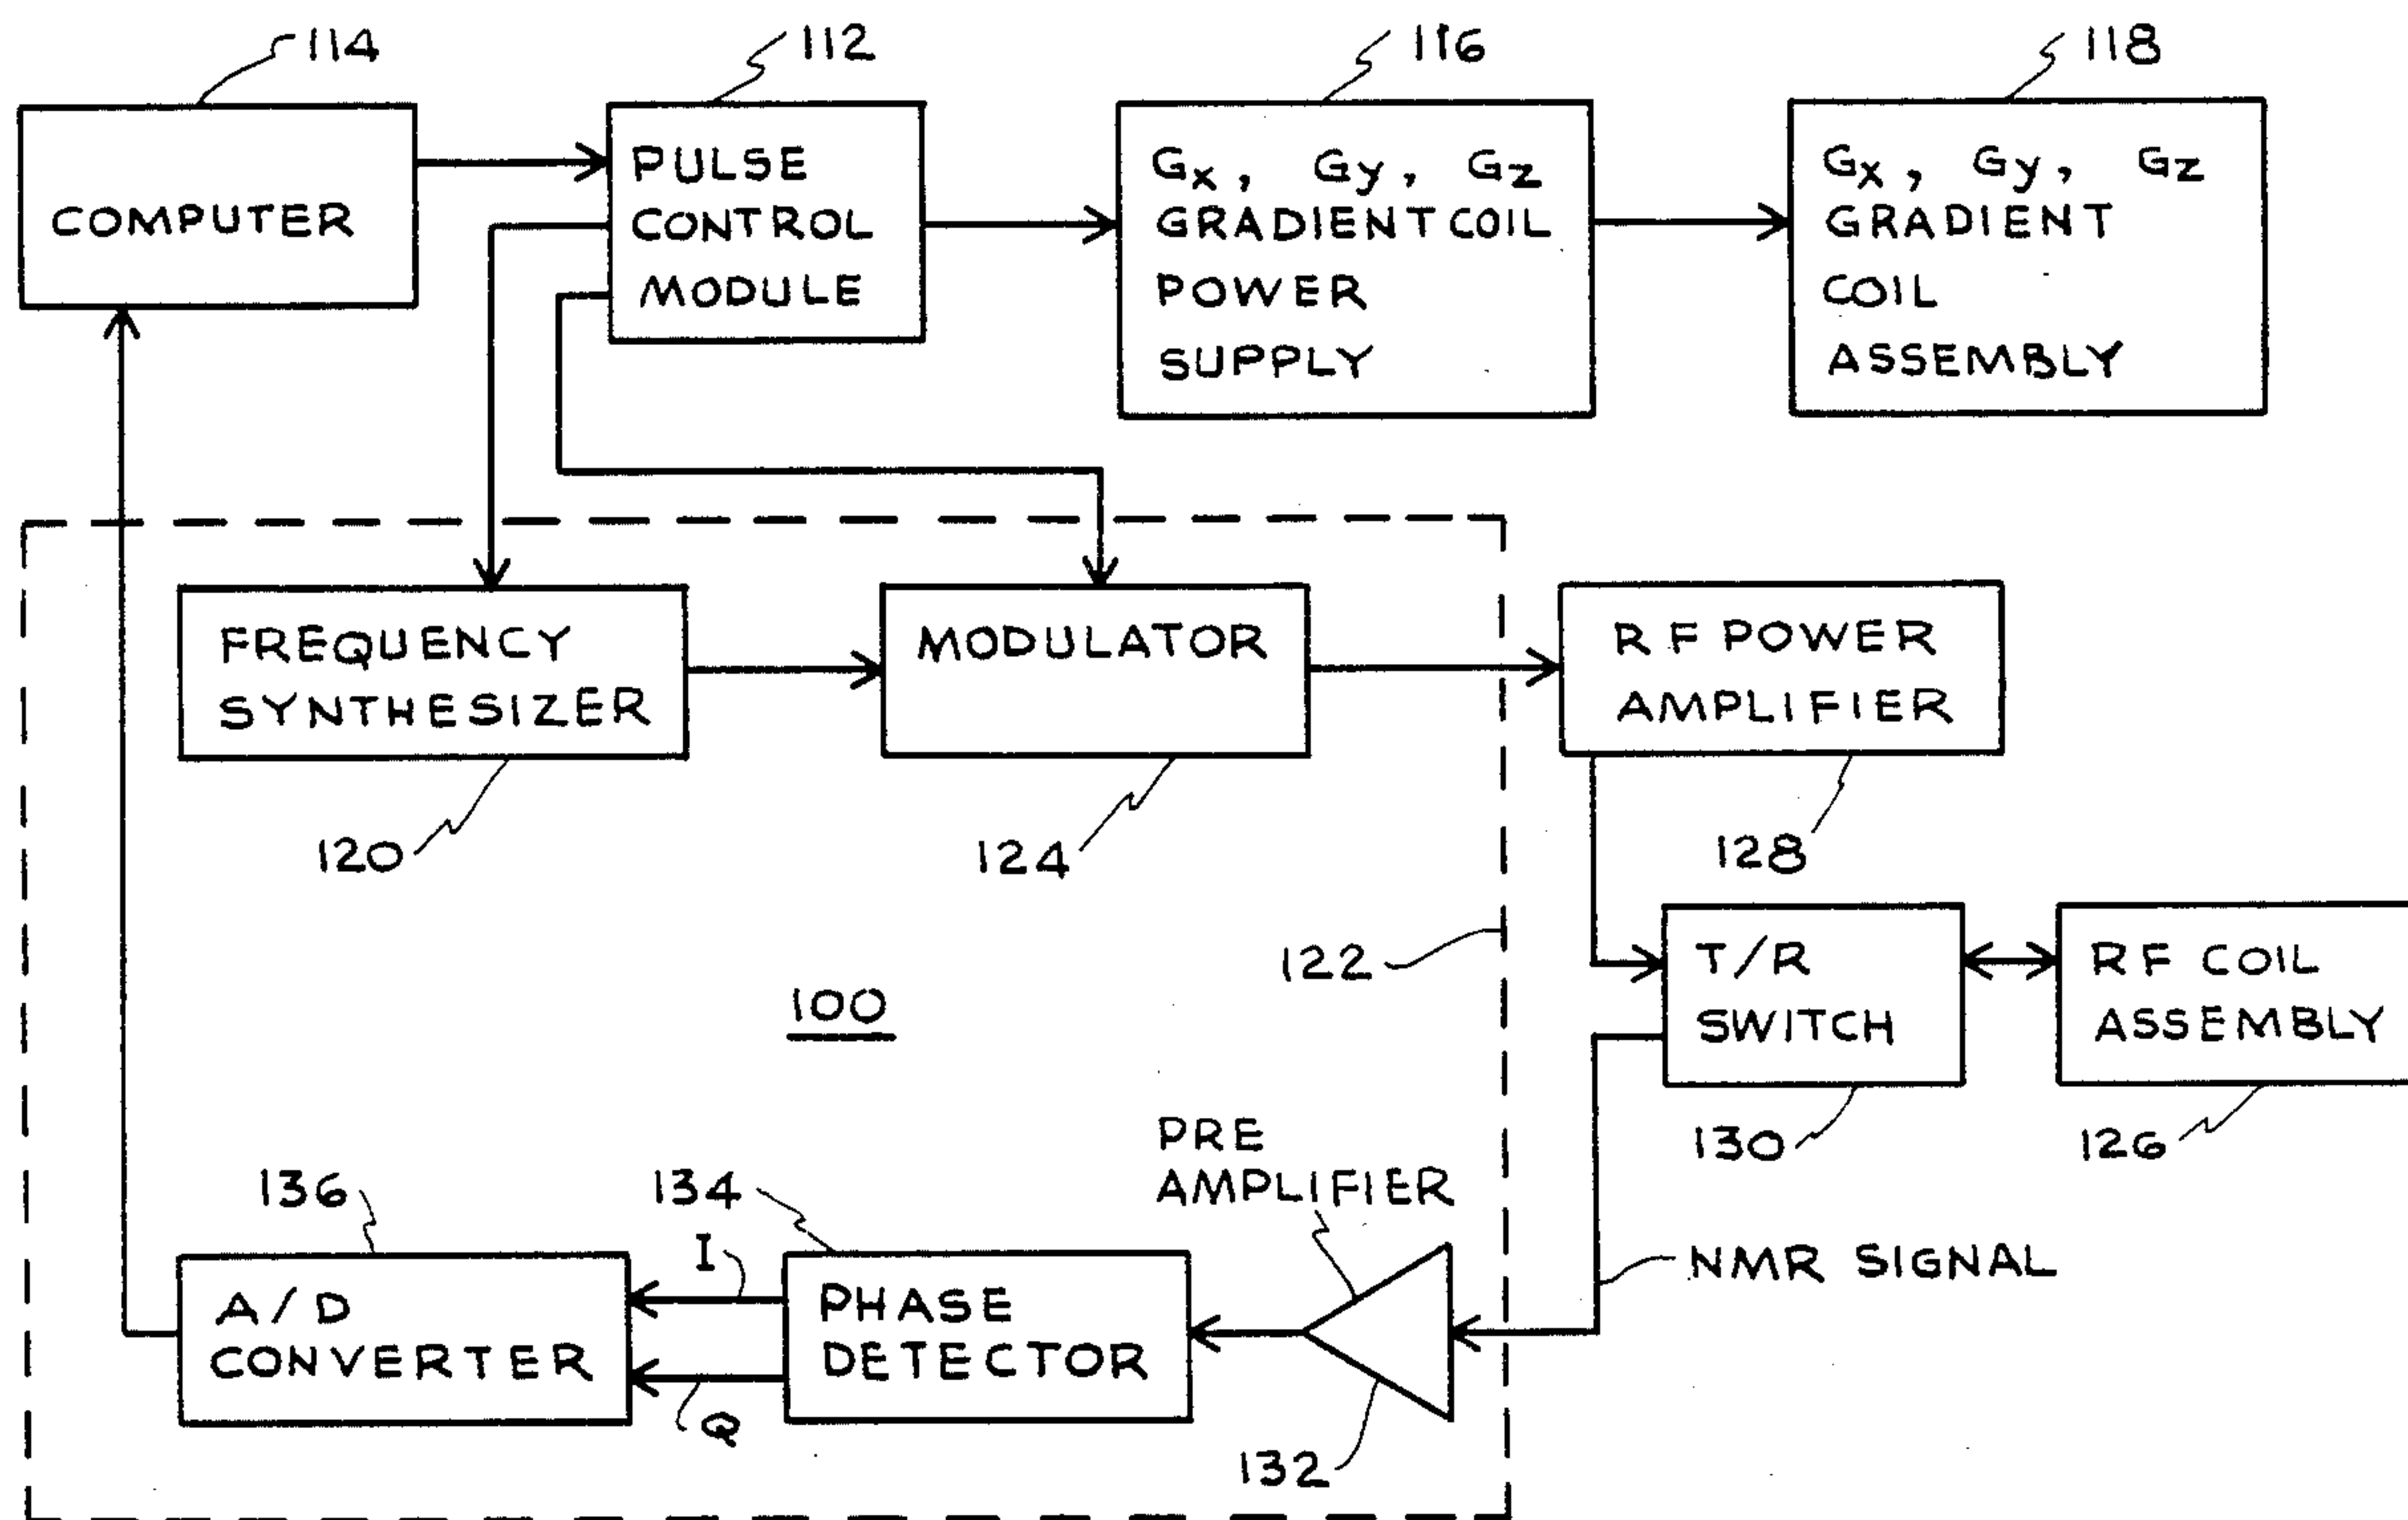 114
112
116
118
COMPUTER
PULSE
CONTROL
MODULE
Gx, Gy, Gz
GRADIENT COIL
POWER
SUPPLY
Gx, Gy, Gz
GRADIENT
COIL
ASSEMBLY
FREQUENCY
SYNTHESIZER
MODULATOR
RF POWER
AMPLIFIER
120
124
128
122
T/R
SWITCH
RF COIL
ASSEMBLY
100
130
126
PRE
AMPLIFIER
136
134
I
NMR SIGNAL
A/D
CONVERTER
PHASE
DETECTOR
Q
132